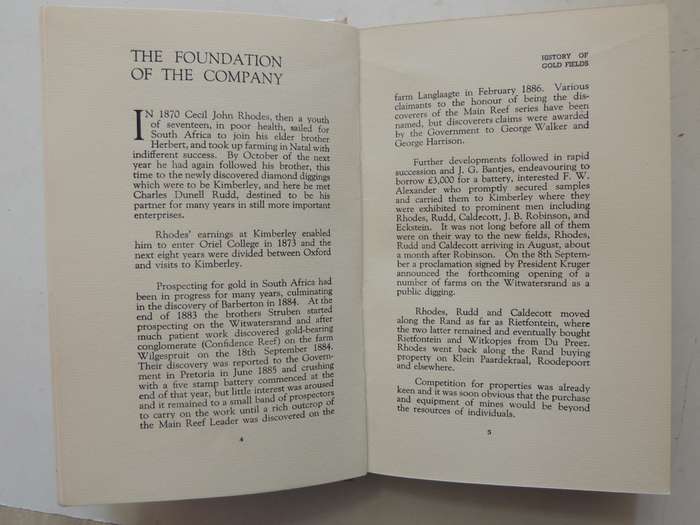 THE FOUNDATION
OF THE COMPANY
IN 1870 Cecil John Rhodes, then a youth
of seventeen, in poor health, sailed for
South Africa to join his elder brother
Herbert, and took up farming in Natal with
indifferent success. By October of the next
year he had again followed his brother, this
time to the newly discovered diamond diggings
which were to be Kimberley, and here he met
Charles Dunell Rudd, destined to be his
partner for many years in still more important
enterprises.
Rhodes' earnings at Kimberley enabled
him to enter Oriel College in 1873 and the
next eight years were divided between Oxford
and visits to Kimberley.
Prospecting for gold in South Africa had
been in progress for many years, culminating
in the discovery of Barberton in 1884. At the
end of 1883 the brothers Struben started
prospecting on the Witwatersrand and after
much patient work discovered gold-bearing
conglomerate (Confidence Reef) on the farm
Wilgespruit on the 18th September 1884.
Their discovery was reported to the Govern-
ment in Pretoria in June 1885 and crushing
with a five stamp battery commenced at the
end of that year, but little interest was aroused
and it remained to a small band of prospectors
to carry on the work until a rich outcrop of
the Main Reef Leader was discovered on the
4
HISTORY OF
GOLD FIELDS
farm Langlaagte in February 1886. Various
claimants to the honour of being the dis-
coverers of the Main Reef series have been
named, but discoverers claims were awarded
by the Government to George Walker and
George Harrison.
Further developments followed in rapid
succession and J. G. Bantjes, endeavouring to
borrow £3,000 for a battery, interested F. W.
Alexander who promptly secured samples
and carried them to Kimberley where they
were exhibited to prominent men including
Rhodes, Rudd, Caldecott, J. B. Robinson, and
Eckstein. It was not long before all of them
were on their way to the new fields, Rhodes,
Rudd and Caldecott arriving in August, about
a month after Robinson. On the 8th Septem-
ber a proclamation signed by President Kruger
announced the forthcoming opening of a
number of farms on the Witwatersrand as a
public digging.
Rhodes, Rudd and Caldecott moved
along the Rand as far as Rietfontein, where
the two latter remained and eventually bought
Rietfontein and Witkopjes from Du Preez.
Rhodes went back along the Rand buying
property on Klein Paardekraal, Roodepoort
and elsewhere.
Competition for properties was already
keen and it was soon obvious that the purchase
and equipment of mines would be beyond
the resources of individuals.
5